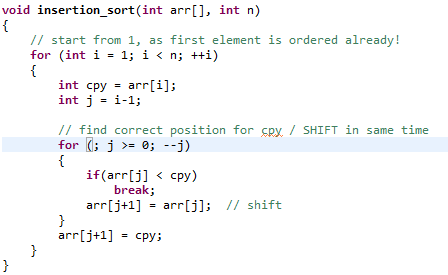 void insertion_sort(int arr[], int n)
{
    // start from 1, as first element is ordered already!
    for (int i = 1; i < n; ++i)
    {
        int cpy = arr[i];
        int j = i-1;

        // find correct position for cpy / SHIFT in same time
        for (; j >= 0; --j)
        {
            if(arr[j] < cpy)
                break;
            arr[j+1] = arr[j];  // shift
        }
        arr[j+1] = cpy;
    }
}